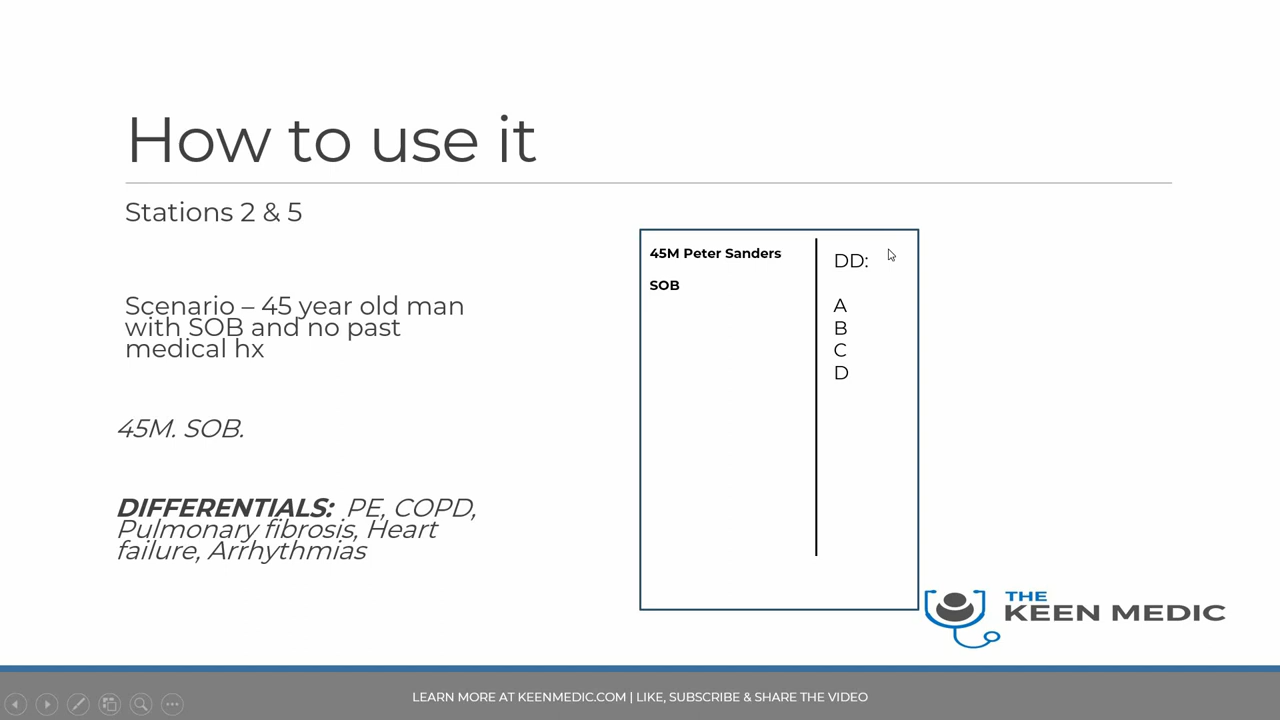 How to use it
Stations 2 & 5
Scenario – 45 year old man
with SOB and no past
medical hx
45M. SOB.
DIFFERENTIALS: PE, COPD,
Pulmonary fibrosis, Heart
failure, Arrhythmias
45M Peter Sanders
SOB
DD:
A
B
C
D
THE
KEEN MEDIC
LEARN MORE AT KEENMEDIC.COM | LIKE, SUBSCRIBE & SHARE THE VIDEO